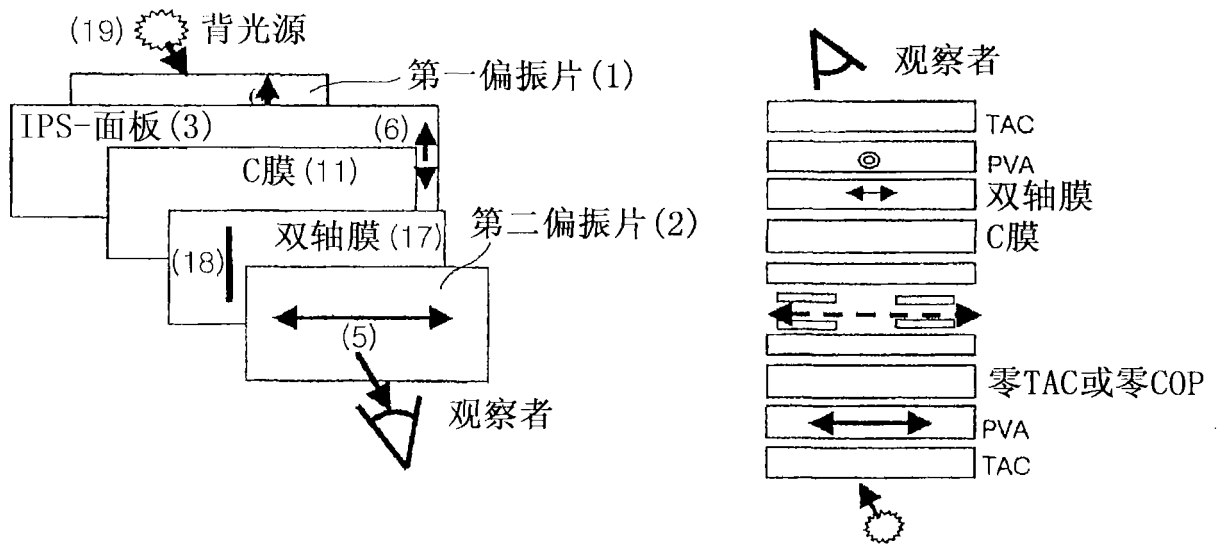 (19) 背光源
第一偏振片(1)
IPS-面板(3)
(6)
C膜(11)
第二偏振片(2)
双轴膜(17)
(18)
(5)
观察者
观察者
TAC
PVA
双轴膜
C膜
零TAC或零COP
PVA
TAC